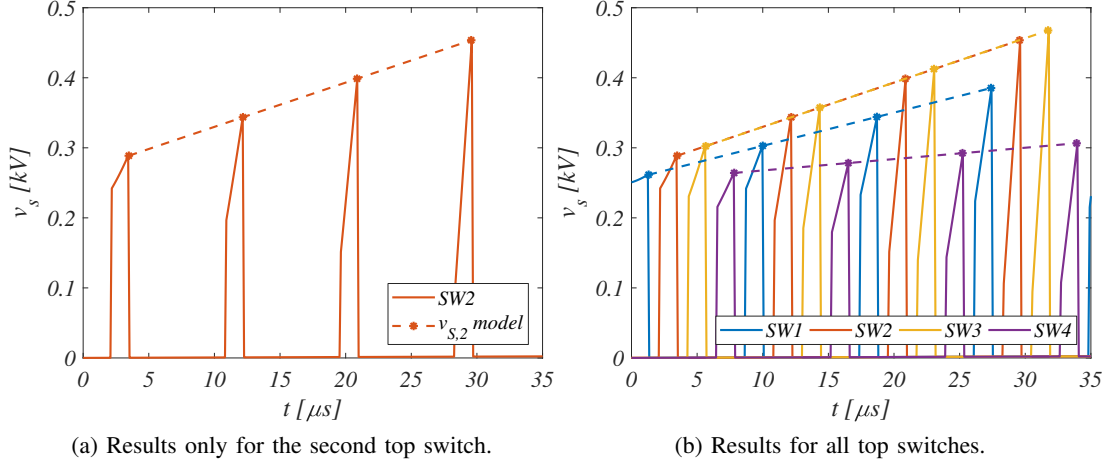 0.5
0.4
0.3
0.2
0.1
0
v_s [kV]
SW2
v_{S,2} model
0 5 10 15 20 25 30 35
t [μs]
(a) Results only for the second top switch.
0.5
0.4
0.3
0.2
0.1
0
v_s [kV]
SW1 SW2 SW3 SW4
0 5 10 15 20 25 30 35
t [μs]
(b) Results for all top switches.